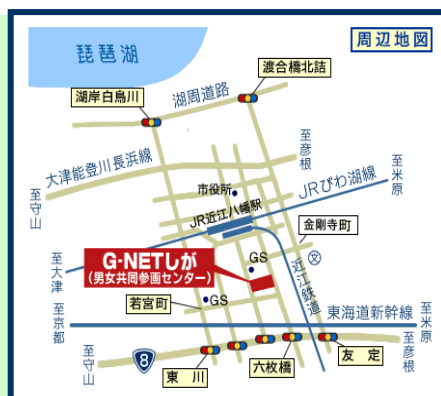 周辺地図
琵琶湖
渡合橋北詰
湖岸白鳥川
湖周道路
大津能登川長浜線
至彦根
至守山
市役所
JRびわ湖線
至米原
JR近江八幡駅
金剛寺町
文
至大津
G-NETしが
(男女共同参画センター)
GS
近江鉄道
若宮町
GS
東海道新幹線
至京都
至米原
至守山
8
東川
六枚橋
友定
至彦根